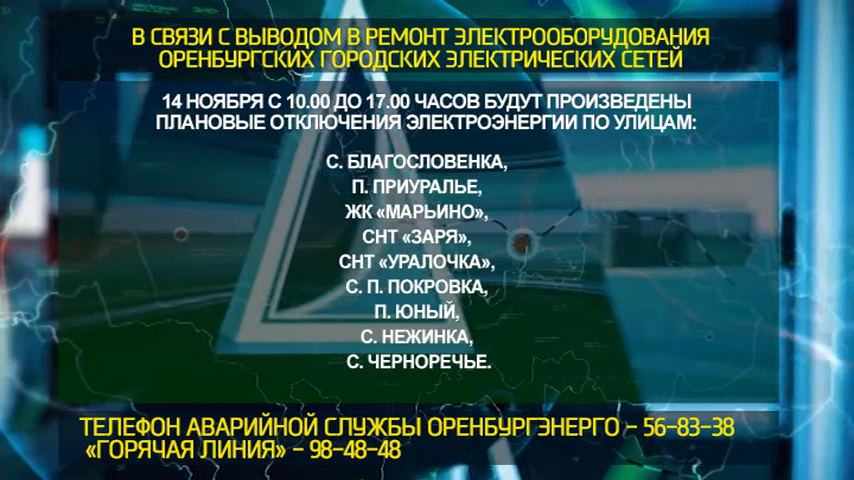 В СВЯЗИ С ВЫВОДОМ В РЕМОНТ ЭЛЕКТРООБОРУДОВАНИЯ
ОРЕНБУРГСКИХ ГОРОДСКИХ ЭЛЕКТРИЧЕСКИХ СЕТЕЙ
14 НОЯБРЯ С 10.00 ДО 17.00 ЧАСОВ БУДУТ ПРОИЗВЕДЕНЫ
ПЛАНОВЫЕ ОТКЛЮЧЕНИЯ ЭЛЕКТРОЭНЕРГИИ ПО УЛИЦАМ:
С. БЛАГОСЛОВЕНКА,
П. ПРИУРАЛЬЕ,
ЖК «МАРЬИНО»,
СНТ «ЗАРЯ»,
СНТ «УРАЛОЧКА»,
С. П. ПОКРОВКА,
П. ЮНЫЙ,
С. НЕЖИНКА,
С. ЧЕРНОРЕЧЬЕ.
ТЕЛЕФОН АВАРИЙНОЙ СЛУЖБЫ ОРЕНБУРГЭНЕРГО – 56-83-38
«ГОРЯЧАЯ ЛИНИЯ» – 98-48-48